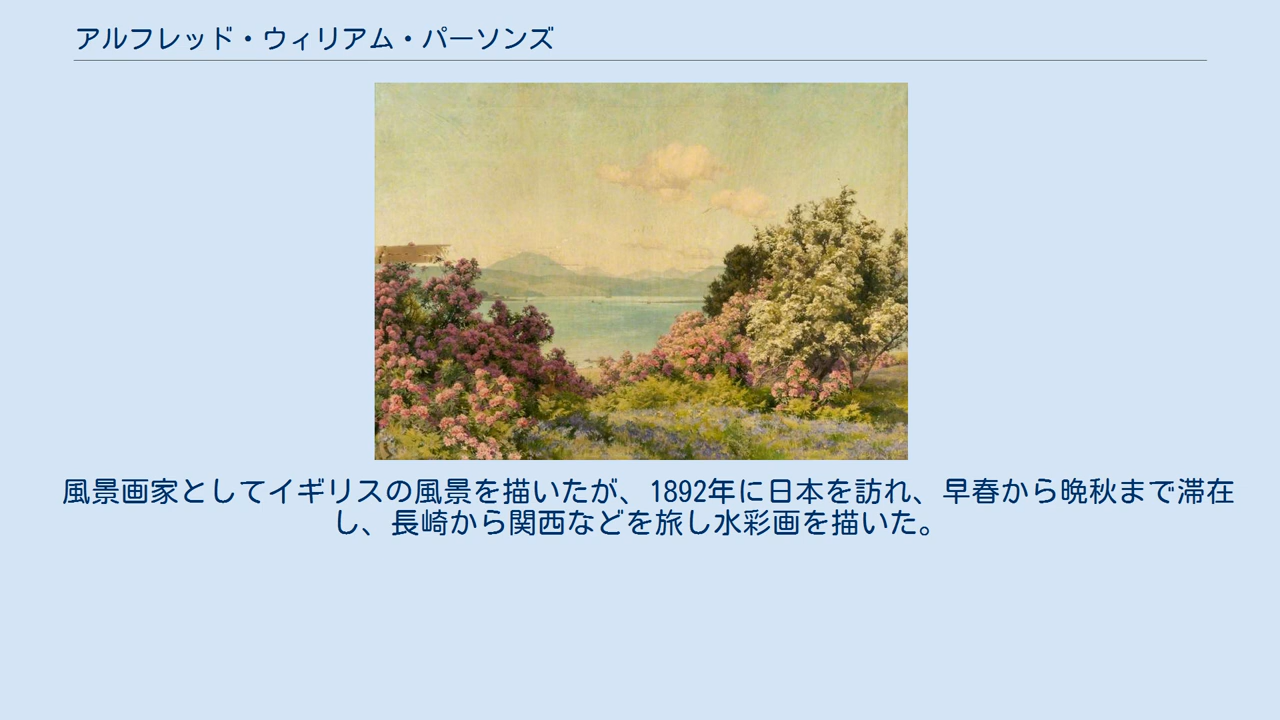 アルフレッド・ウィリアム・パーソンズ
風景画家としてイギリスの風景を描いたが、1892年に日本を訪れ、早春から晩秋まで滞在
し、長崎から関西などを旅し水彩画を描いた。